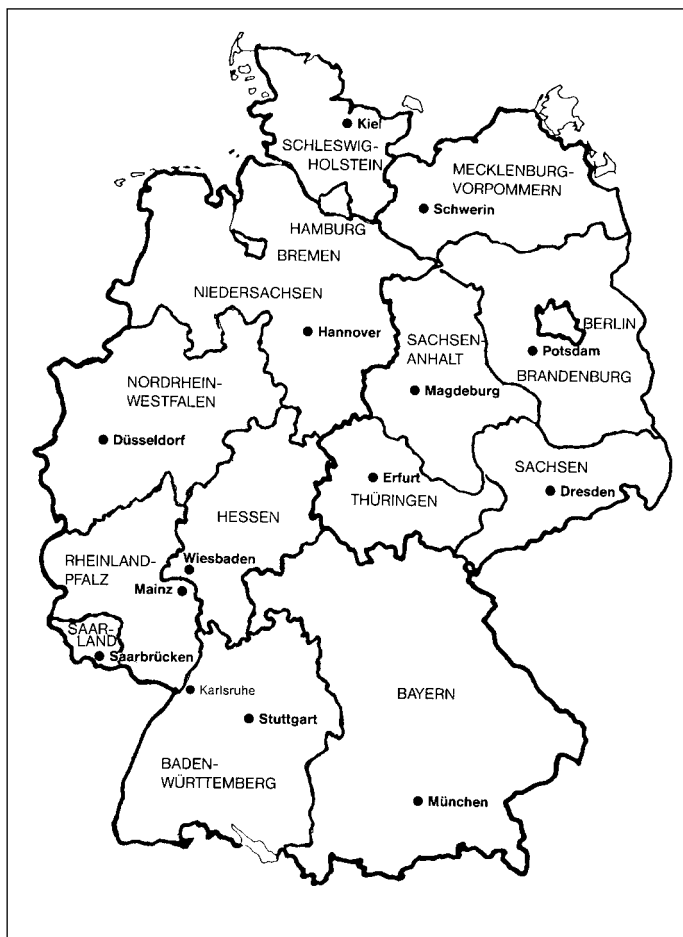 Kiel
SCHLESWIG-
HOLSTEIN
MECKLENBURG-
VORPOMMERN
Schwerin
HAMBURG
BREMEN
NIEDERSACHSEN
Hannover
SACHSEN-
ANHALT
Magdeburg
BERLIN
Potsdam
BRANDENBURG
NORDRHEIN-
WESTFALEN
Düsseldorf
HESSEN
Erfurt
THÜRINGEN
SACHSEN
Dresden
RHEINLAND-
PFALZ
Wiesbaden
Mainz
SAAR-
LAND
Saarbrücken
Karlsruhe
Stuttgart
BADEN-
WÜRTTEMBERG
BAYERN
München